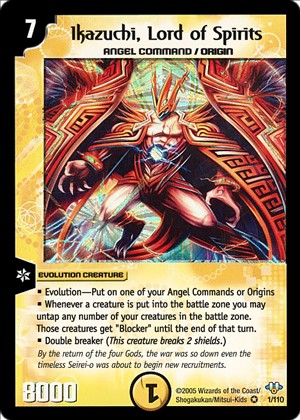 7
Ikazuchi, Lord of Spirits
ANGEL COMMAND / ORIGIN
EVOLUTION CREATURE
■ Evolution—Put on one of your Angel Commands or Origins
■ Whenever a creature is put into the battle zone you may
untap any number of your creatures in the battle zone.
Those creatures get "Blocker" until the end of that turn.
■ Double breaker (This creature breaks 2 shields.)
By the return of the four Gods, the war was so down even the
timeless Seirei-o was about to begin new recruitments.
8000
1
©2005 Wizards of the Coast/
Shogakukan/Mitsui-Kids ✪ 1/110